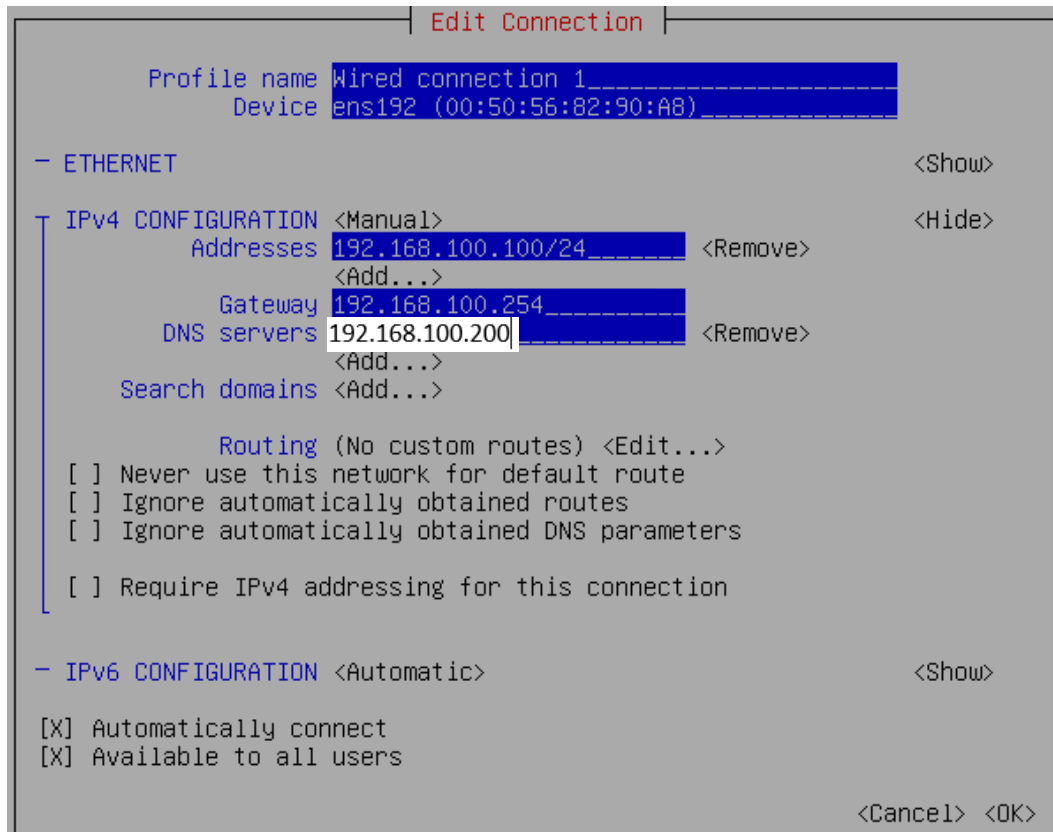 Edit Connection
Profile name Wired connection 1
Device ens192 (00:50:56:82:90:A8)
ETHERNET <Show>
IPv4 CONFIGURATION <Manual> <Hide>
Addresses 192.168.100.100/24 <Remove>
<Add...>
Gateway 192.168.100.254
DNS servers 192.168.100.200 <Remove>
<Add...>
Search domains <Add...>
Routing (No custom routes) <Edit...>
[ ] Never use this network for default route
[ ] Ignore automatically obtained routes
[ ] Ignore automatically obtained DNS parameters
[ ] Require IPv4 addressing for this connection
IPv6 CONFIGURATION <Automatic> <Show>
[X] Automatically connect
[X] Available to all users
<Cancel> <OK>